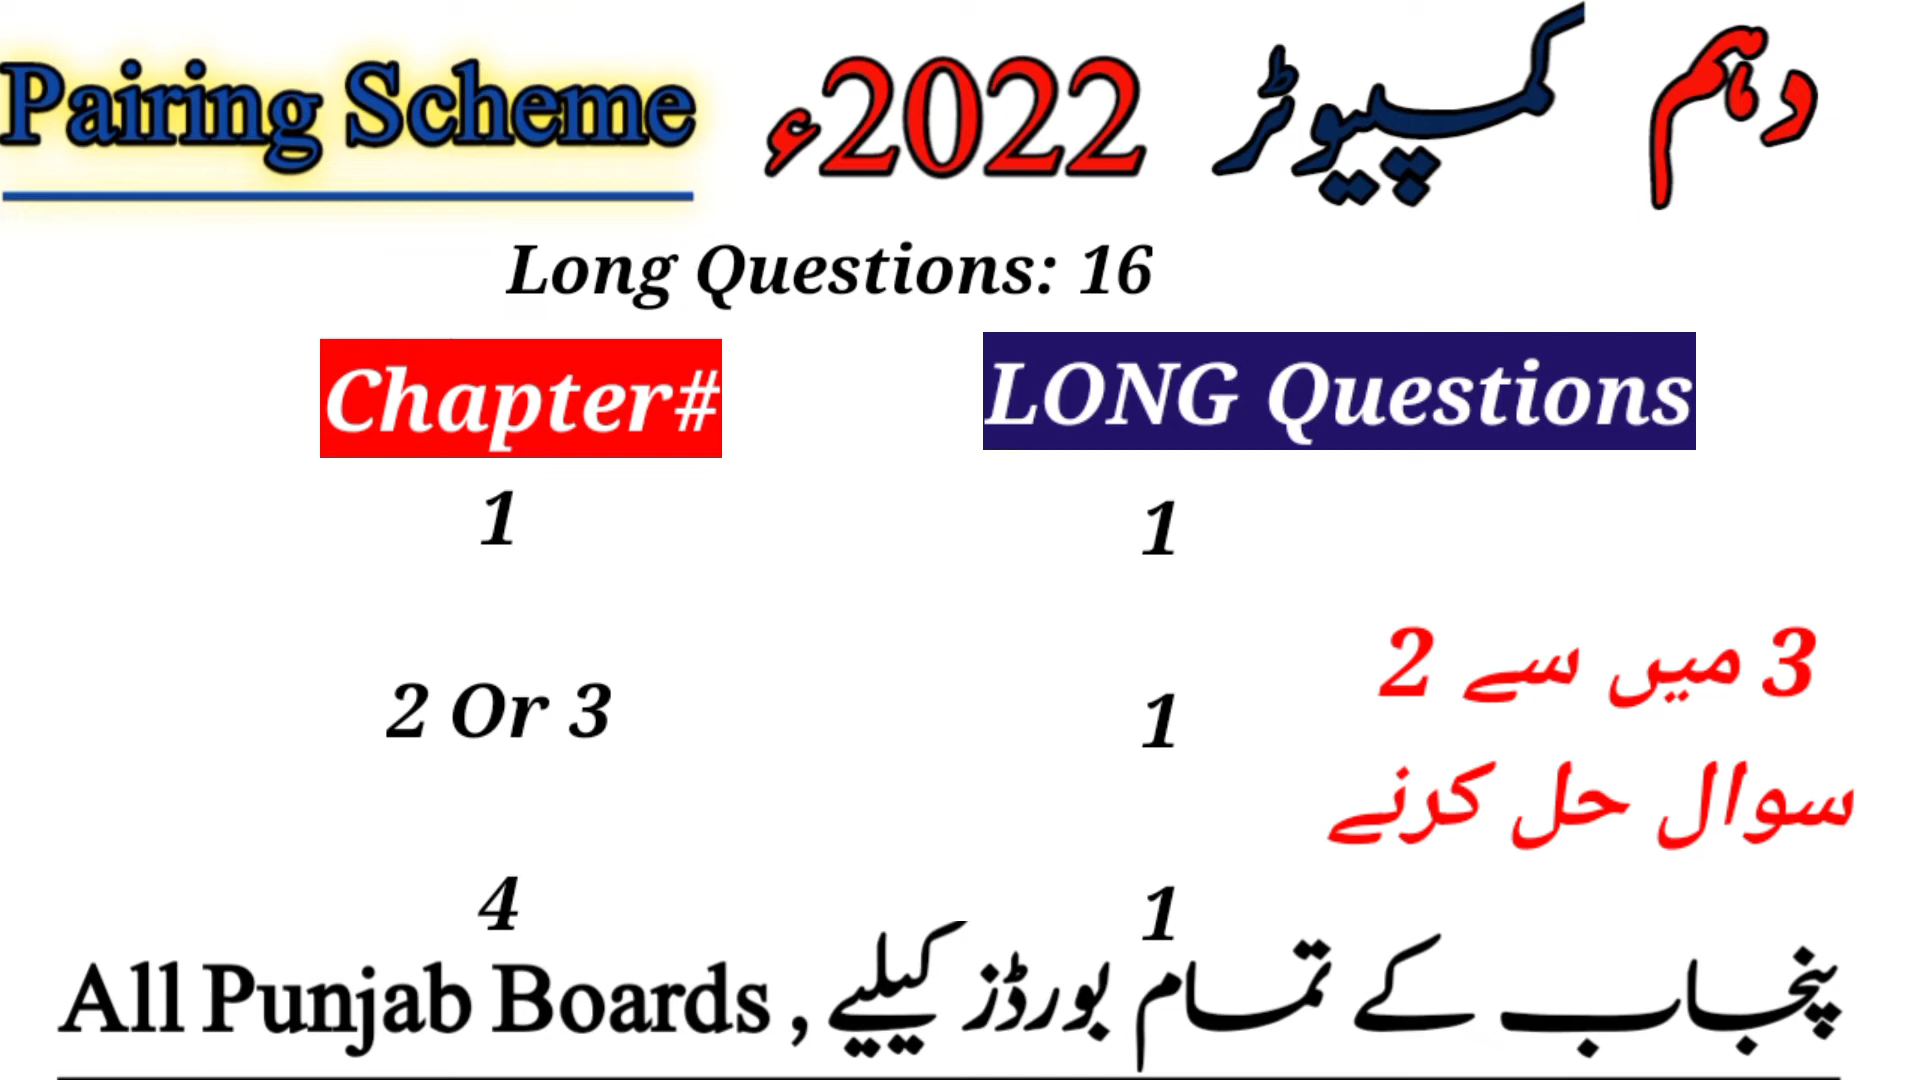 Pairing Scheme دہم کمپیوٹر 2022ء
Long Questions: 16
Chapter# LONG Questions
1 1
2 Or 3 1
3 میں سے 2
سوال حل کرنے
4 1
All Punjab Boards , پنجاب کے تمام بورڈز کیلیے